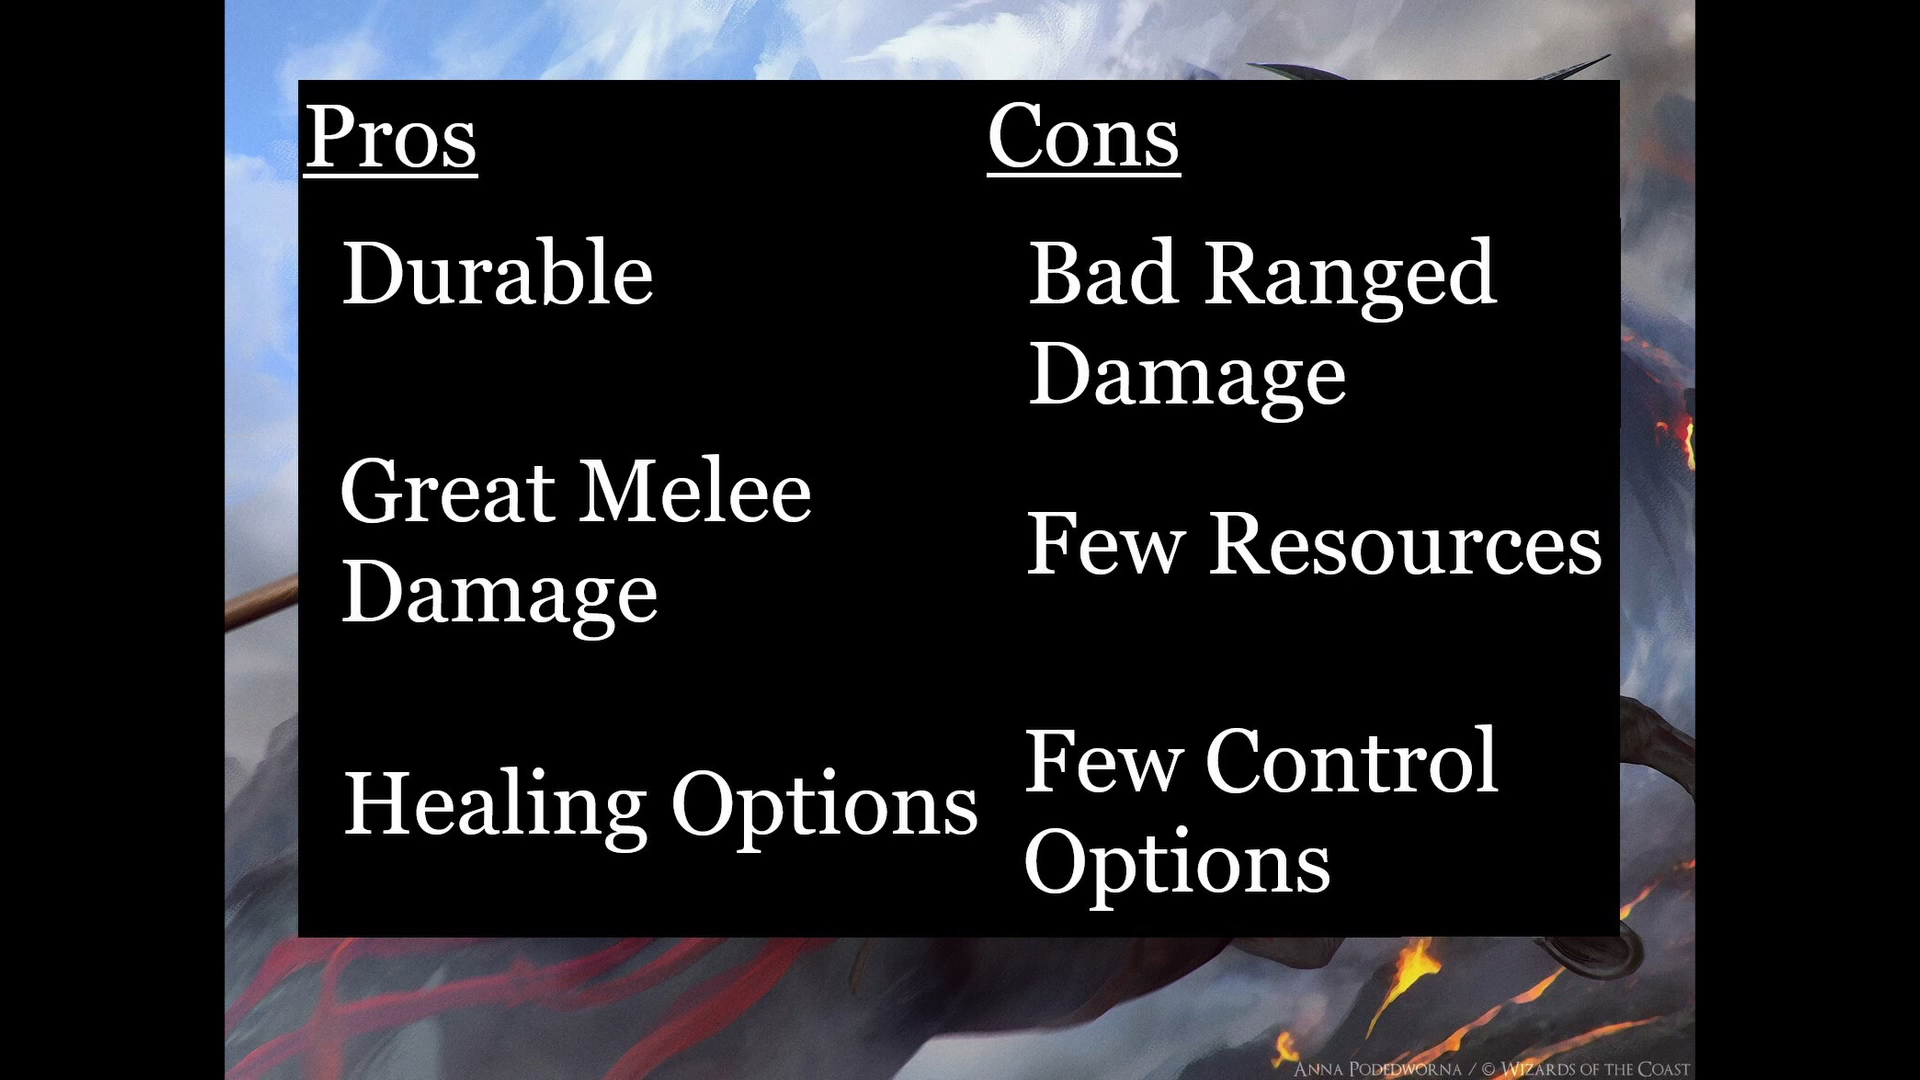 Pros
Durable
Great Melee
Damage
Healing Options
Cons
Bad Ranged
Damage
Few Resources
Few Control
Options
ANNA PODEDWORNA / © WIZARDS OF THE COAST